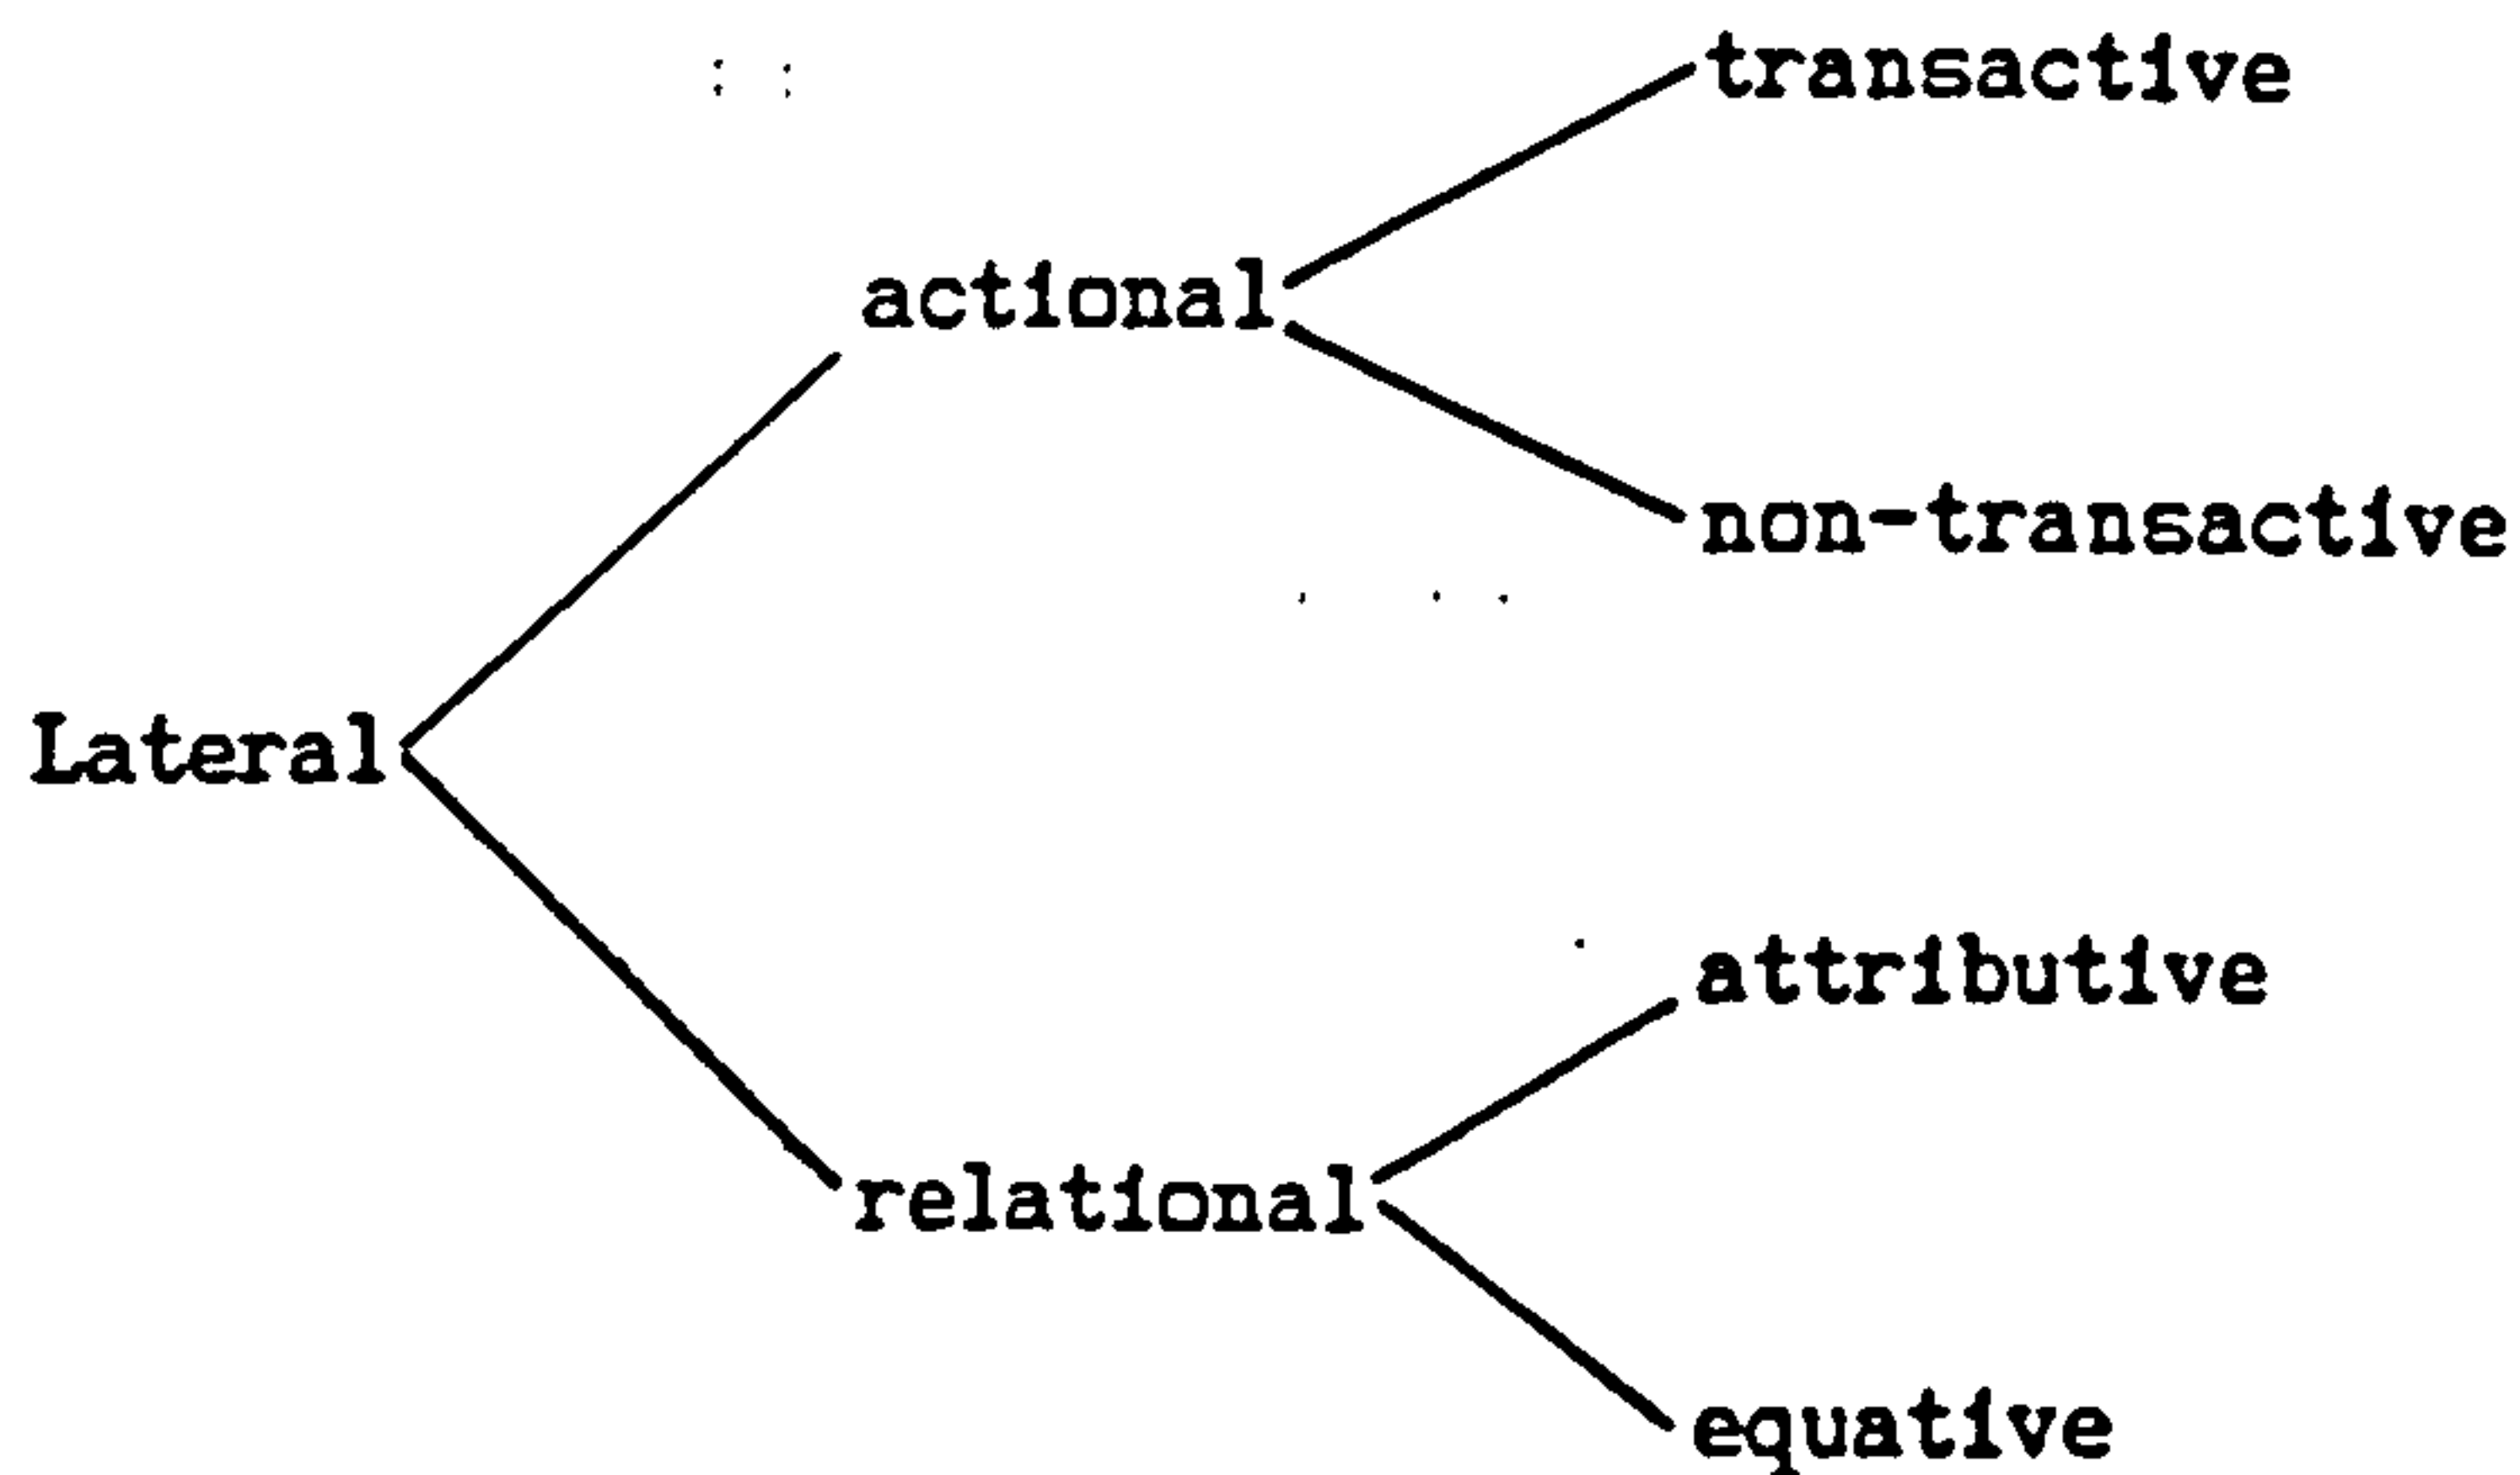 transactive
actional
non-transactive
Lateral
attributive
relational
equative